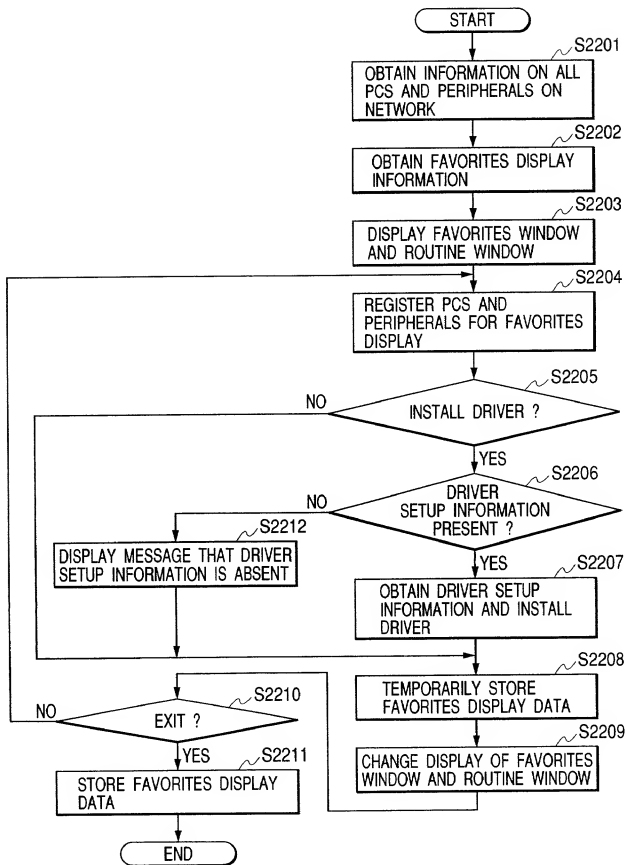 START
S2201
OBTAIN INFORMATION ON ALL
PCS AND PERIPHERALS ON
NETWORK
S2202
OBTAIN FAVORITES DISPLAY
INFORMATION
S2203
DISPLAY FAVORITES WINDOW
AND ROUTINE WINDOW
S2204
REGISTER PCS AND
PERIPHERALS FOR FAVORITES
DISPLAY
S2205
NO
INSTALL DRIVER ?
YES
S2206
NO
DRIVER
SETUP INFORMATION
PRESENT ?
S2212
DISPLAY MESSAGE THAT DRIVER
SETUP INFORMATION IS ABSENT
YES
S2207
OBTAIN DRIVER SETUP
INFORMATION AND INSTALL
DRIVER
S2208
TEMPORARILY STORE
FAVORITES DISPLAY DATA
S2209
CHANGE DISPLAY OF FAVORITES
WINDOW AND ROUTINE WINDOW
S2210
NO
EXIT ?
YES
S2211
STORE FAVORITES DISPLAY
DATA
END